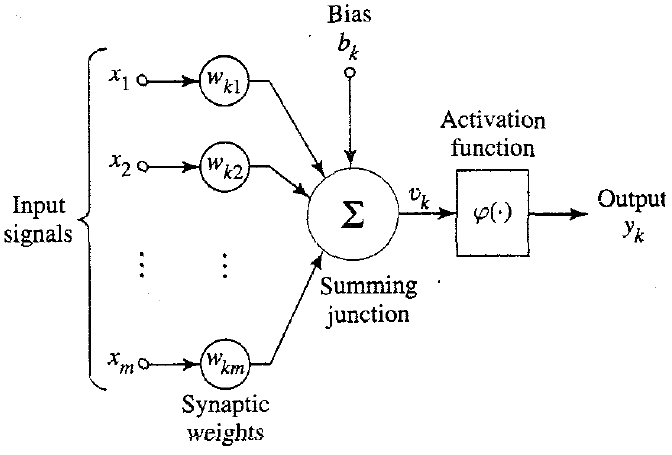 Bias
b_k
x_1
w_k1
Activation
function
x_2
w_k2
Input
signals
Σ
v_k
φ(·)
Output
y_k
⋮
⋮
Summing
junction
x_m
w_km
Synaptic
weights